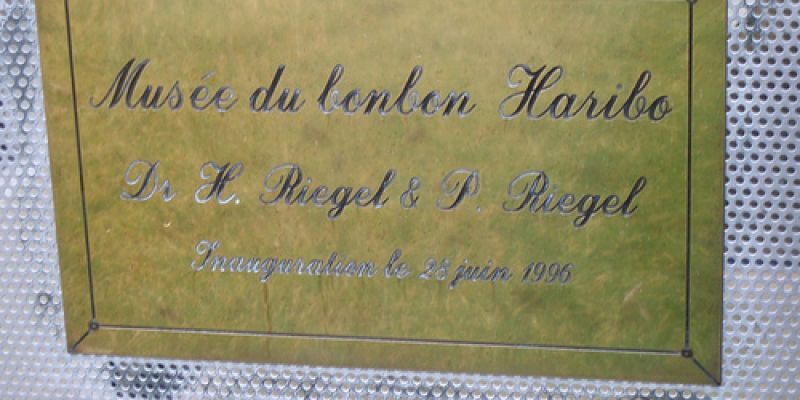 Musée du bonbon Haribo
Dr H. Riegel & P. Riegel
Inauguration le 28 juin 1996